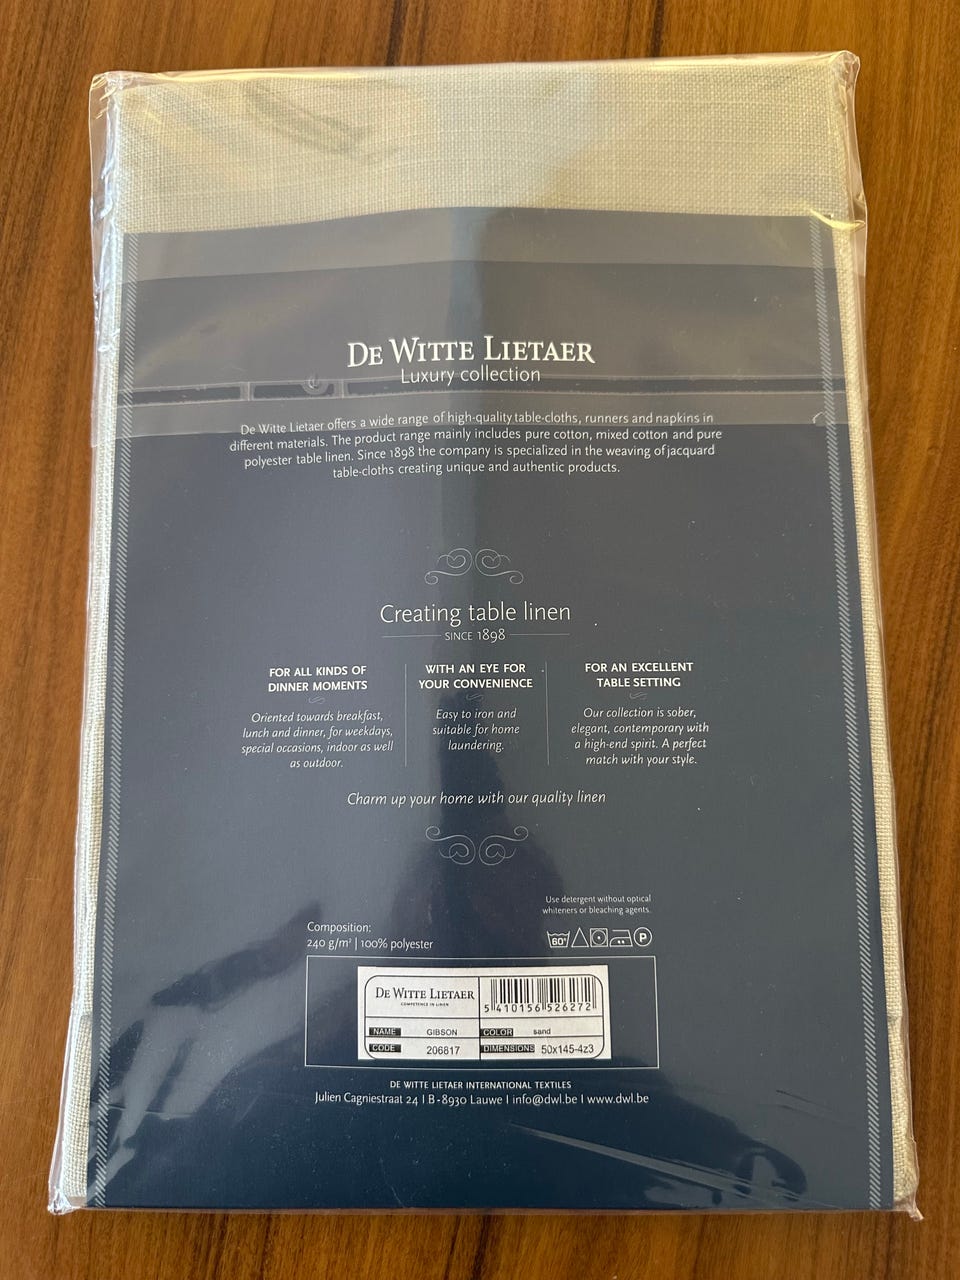 DE WITTE LIETAER
Luxury collection
De Witte Lietaer offers a wide range of high-quality table-cloths, runners and napkins in
different materials. The product range mainly includes pure cotton, mixed cotton and pure
polyester table linen. Since 1898 the company is specialized in the weaving of jacquard
table-cloths creating unique and authentic products.
Creating table linen
SINCE 1898
FOR ALL KINDS OF
DINNER MOMENTS
Oriented towards breakfast,
lunch and dinner, for weekdays,
special occasions, indoor as well
as outdoor.
WITH AN EYE FOR
YOUR CONVENIENCE
Easy to iron and
suitable for home
laundering.
FOR AN EXCELLENT
TABLE SETTING
Our collection is sober,
elegant, contemporary with
a high-end spirit. A perfect
match with your style.
Charm up your home with our quality linen
Use detergent without optical
whiteners or bleaching agents.
Composition:
240 g/m² | 100% polyester
60° P
DE WITTE LIETAER
COMPETENCE IN LINEN
5 410156 526272
NAME GIBSON COLOR sand
CODE 206817 DIMENSIONS 50x145-4z3
DE WITTE LIETAER INTERNATIONAL TEXTILES
Julien Cagniestraat 24 I B-8930 Lauwe I info@dwl.be I www.dwl.be